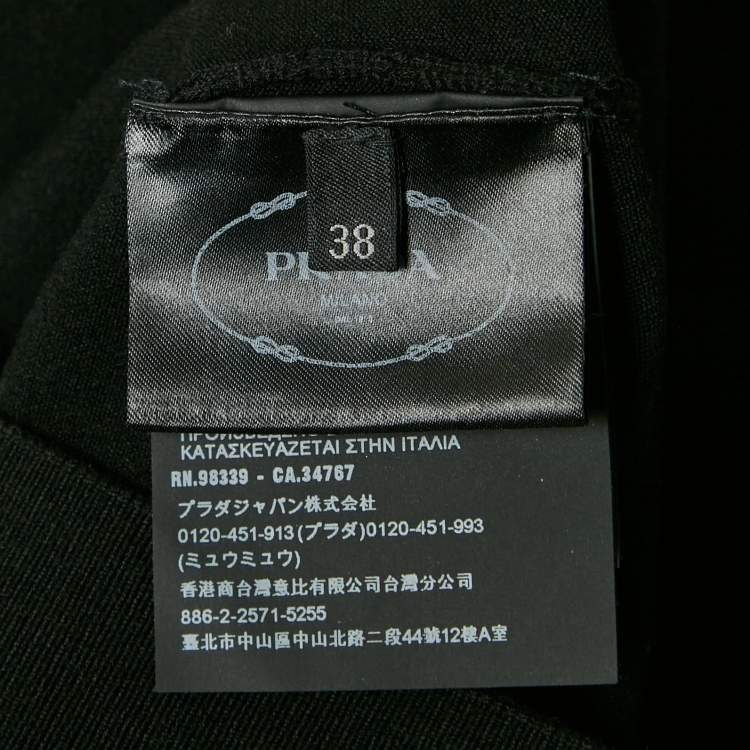 38
PRADA
MILANO
ΚΑΤΑΣΚΕΥΑΖΕΤΑΙ ΣΤΗΝ ΙΤΑΛΙΑ
RN.98339 - CA.34767
プラダジャパン株式会社
0120-451-913(プラダ)0120-451-993
(ミュウミュウ)
香港商台灣意比有限公司台灣分公司
886-2-2571-5255
臺北市中山區中山北路二段44號12樓A室